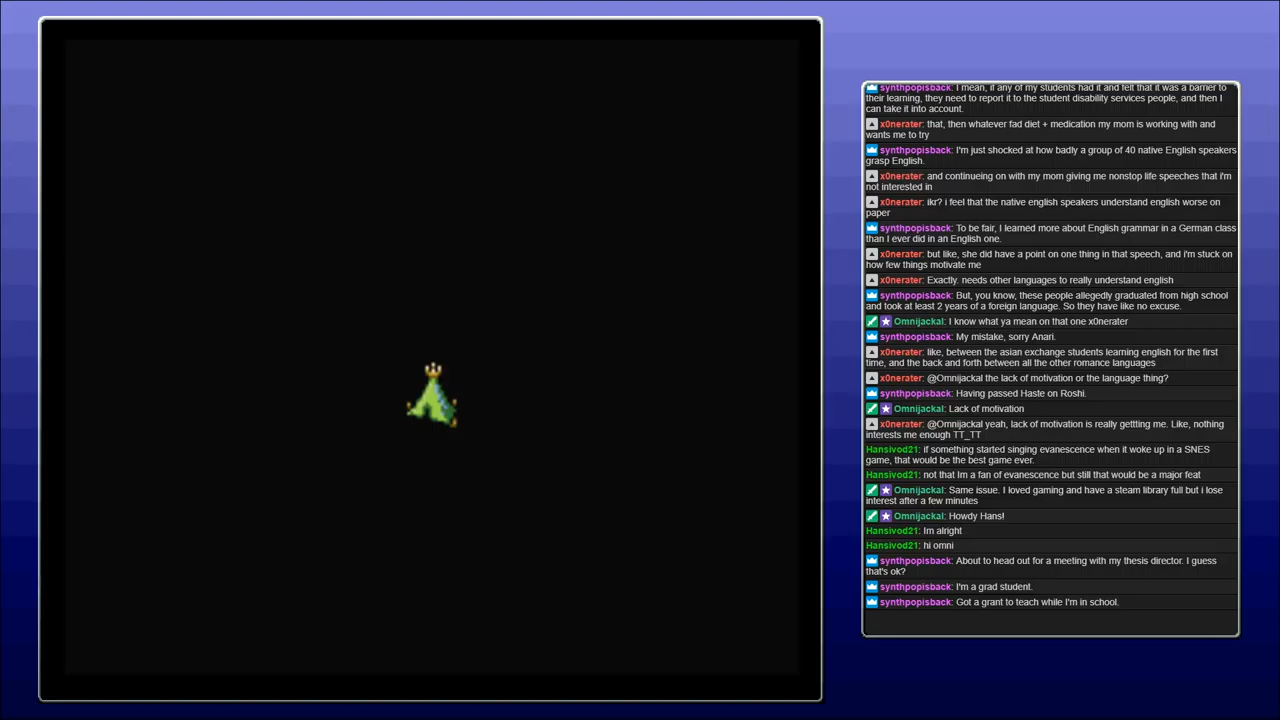 synthpopisback: I mean, if any of my students had it and felt that it was a barrier to
their learning, they need to report it to the student disability services people, and then I
can take it into account.
x0nerater: that, then whatever fad diet + medication my mom is working with and
wants me to try
synthpopisback: I'm just shocked at how badly a group of 40 native English speakers
grasp English.
x0nerater: and continueing on with my mom giving me nonstop life speeches that i'm
not interested in
x0nerater: ikr? i feel that the native english speakers understand english worse on
paper
synthpopisback: To be fair, I learned more about English grammar in a German class
than I ever did in an English one.
x0nerater: but like, she did have a point on one thing in that speech, and i'm stuck on
how few things motivate me
x0nerater: Exactly. needs other languages to really understand english
synthpopisback: But, you know, these people allegedly graduated from high school
and took at least 2 years of a foreign language. So they have like no excuse.
Omnijackal: I know what ya mean on that one x0nerater
synthpopisback: My mistake, sorry Anari.
x0nerater: like, between the asian exchange students learning english for the first
time, and the back and forth between all the other romance languages
x0nerater: @Omnijackal the lack of motivation or the language thing?
synthpopisback: Having passed Haste on Roshi.
Omnijackal: Lack of motivation
x0nerater: @Omnijackal yeah, lack of motivation is really gettting me. Like, nothing
interests me enough TT_TT
Hansivod21: if something started singing evanescence when it woke up in a SNES
game, that would be the best game ever.
Hansivod21: not that Im a fan of evanescence but still that would be a major feat
Omnijackal: Same issue. I loved gaming and have a steam library full but i lose
interest after a few minutes
Omnijackal: Howdy Hans!
Hansivod21: Im alright
Hansivod21: hi omni
synthpopisback: About to head out for a meeting with my thesis director. I guess
that's ok?
synthpopisback: I'm a grad student.
synthpopisback: Got a grant to teach while I'm in school.